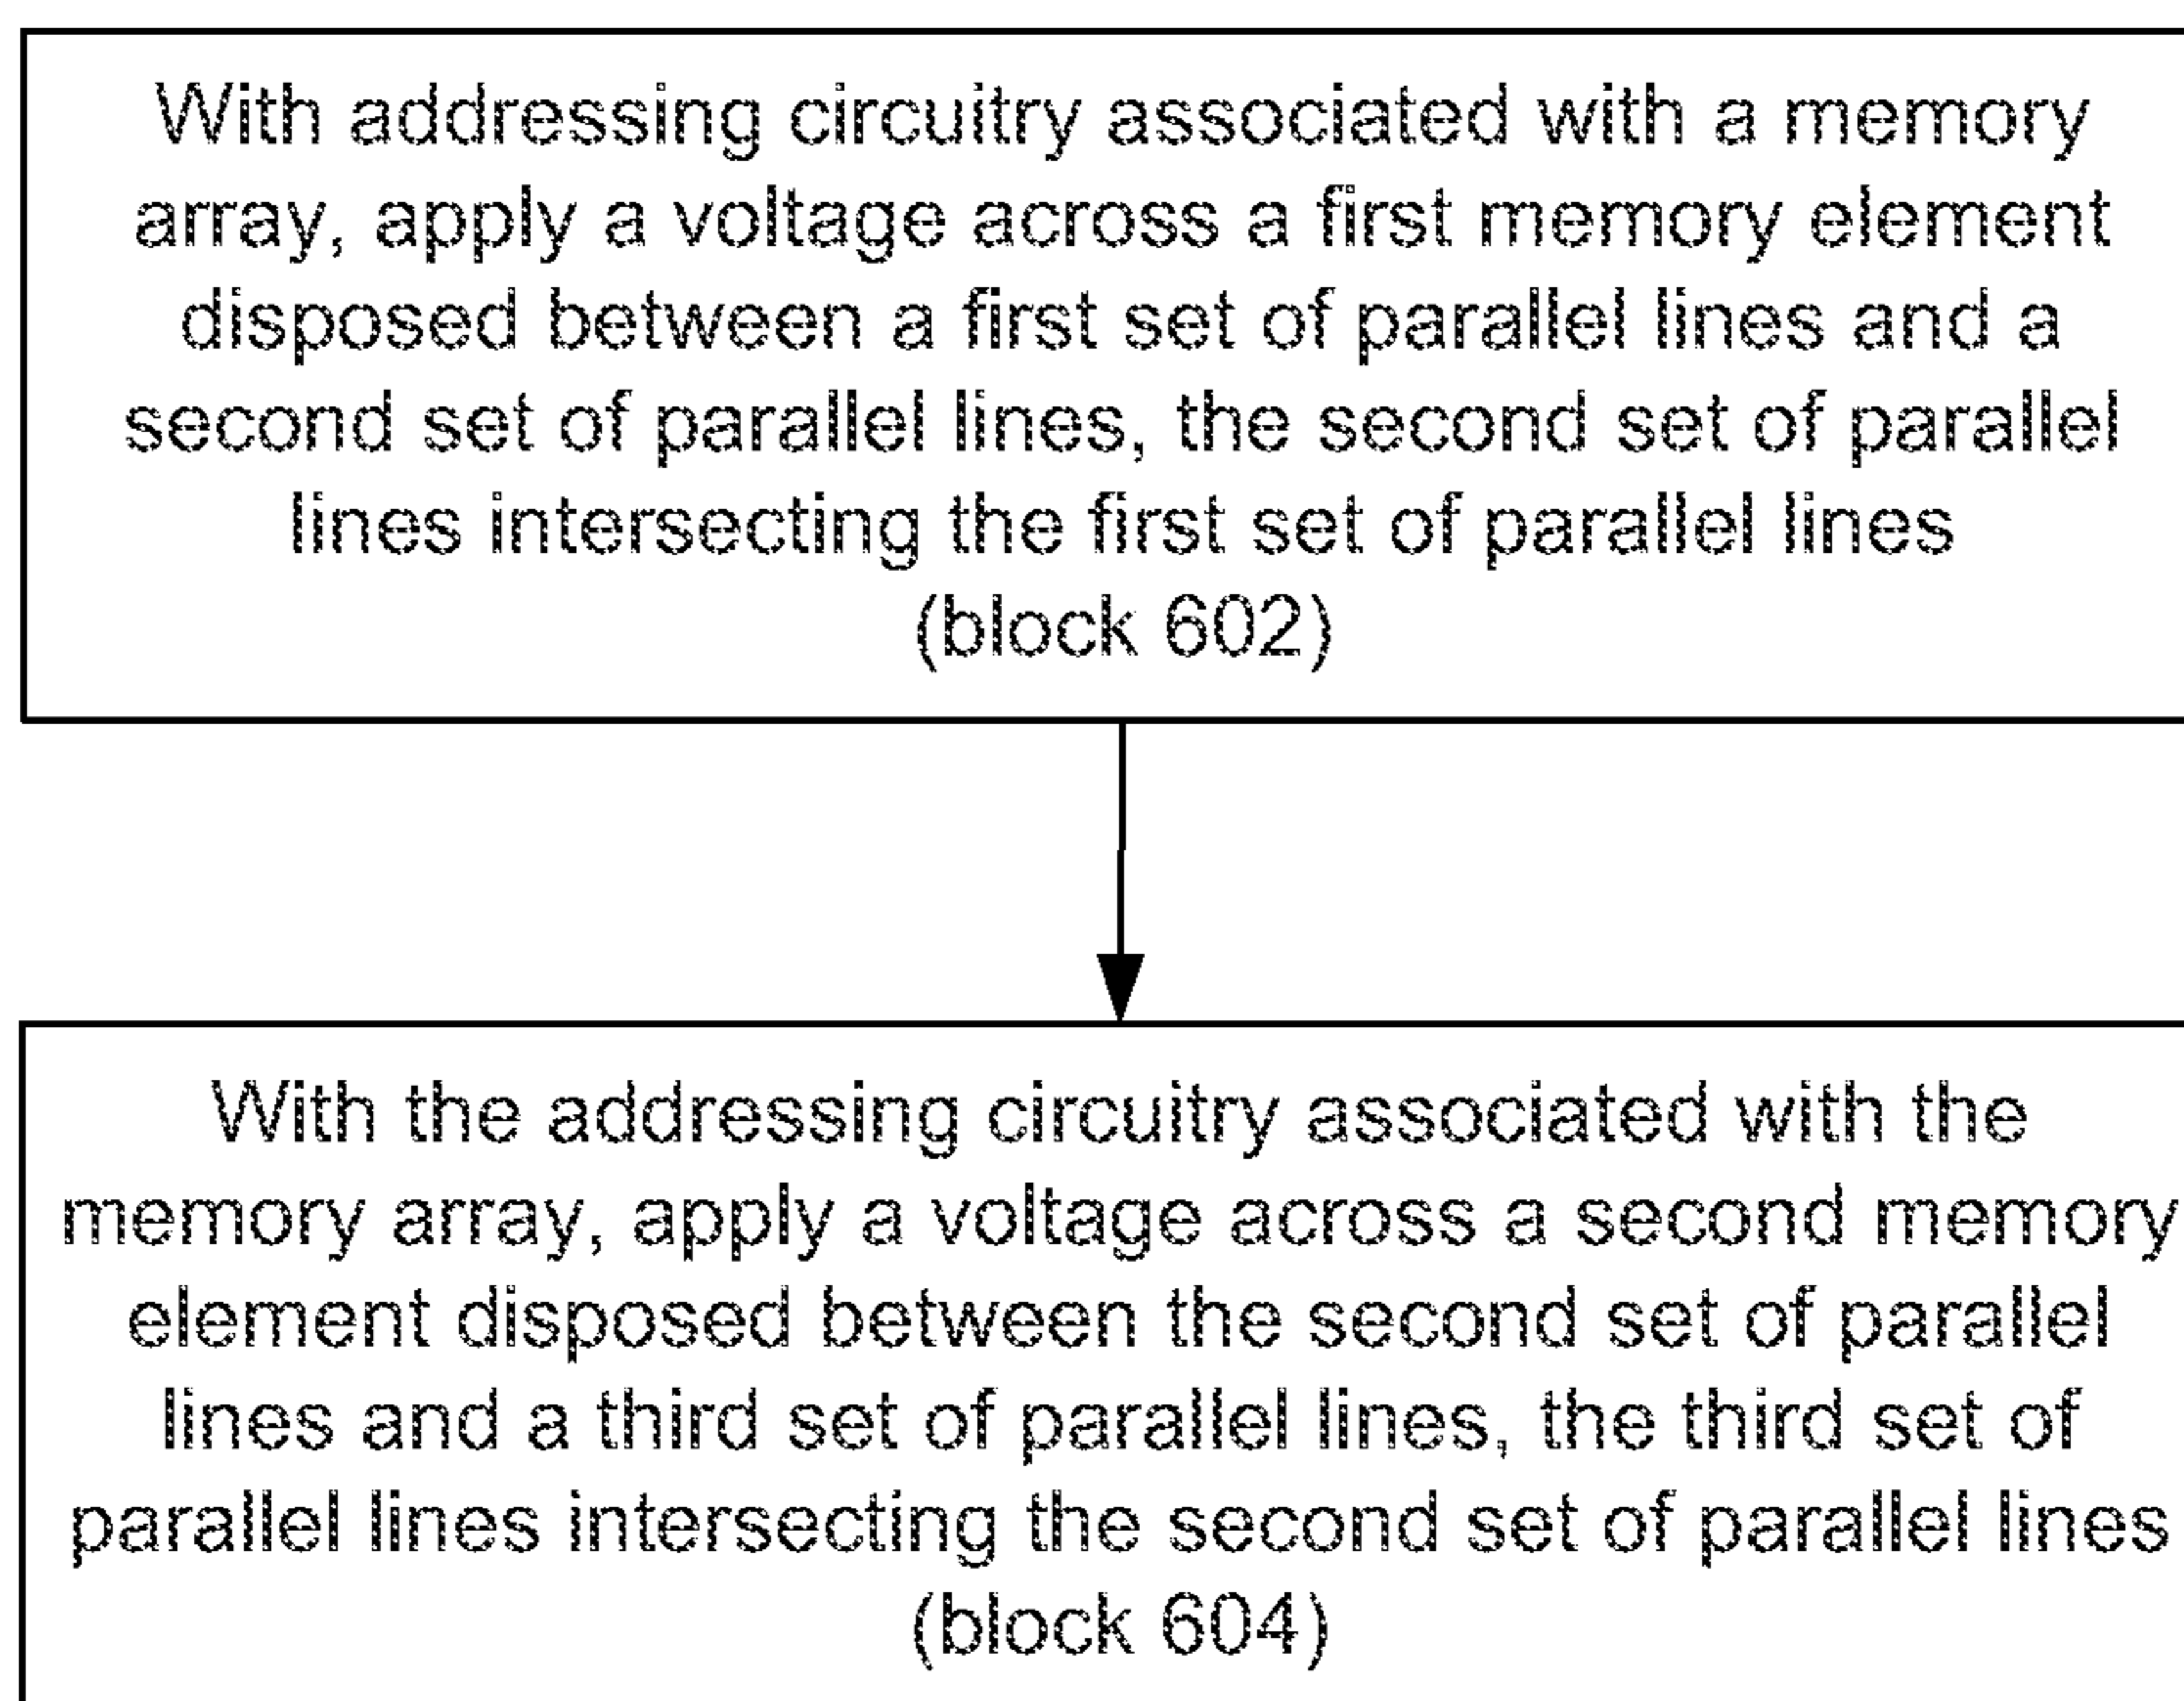 With addressing circuitry associated with a memory
array, apply a voltage across a first memory element
disposed between a first set of parallel lines and a
second set of parallel lines, the second set of parallel
lines intersecting the first set of parallel lines
(block 602)
With the addressing circuitry associated with the
memory array, apply a voltage across a second memory
element disposed between the second set of parallel
lines and a third set of parallel lines, the third set of
parallel lines intersecting the second set of parallel lines
(block 604)